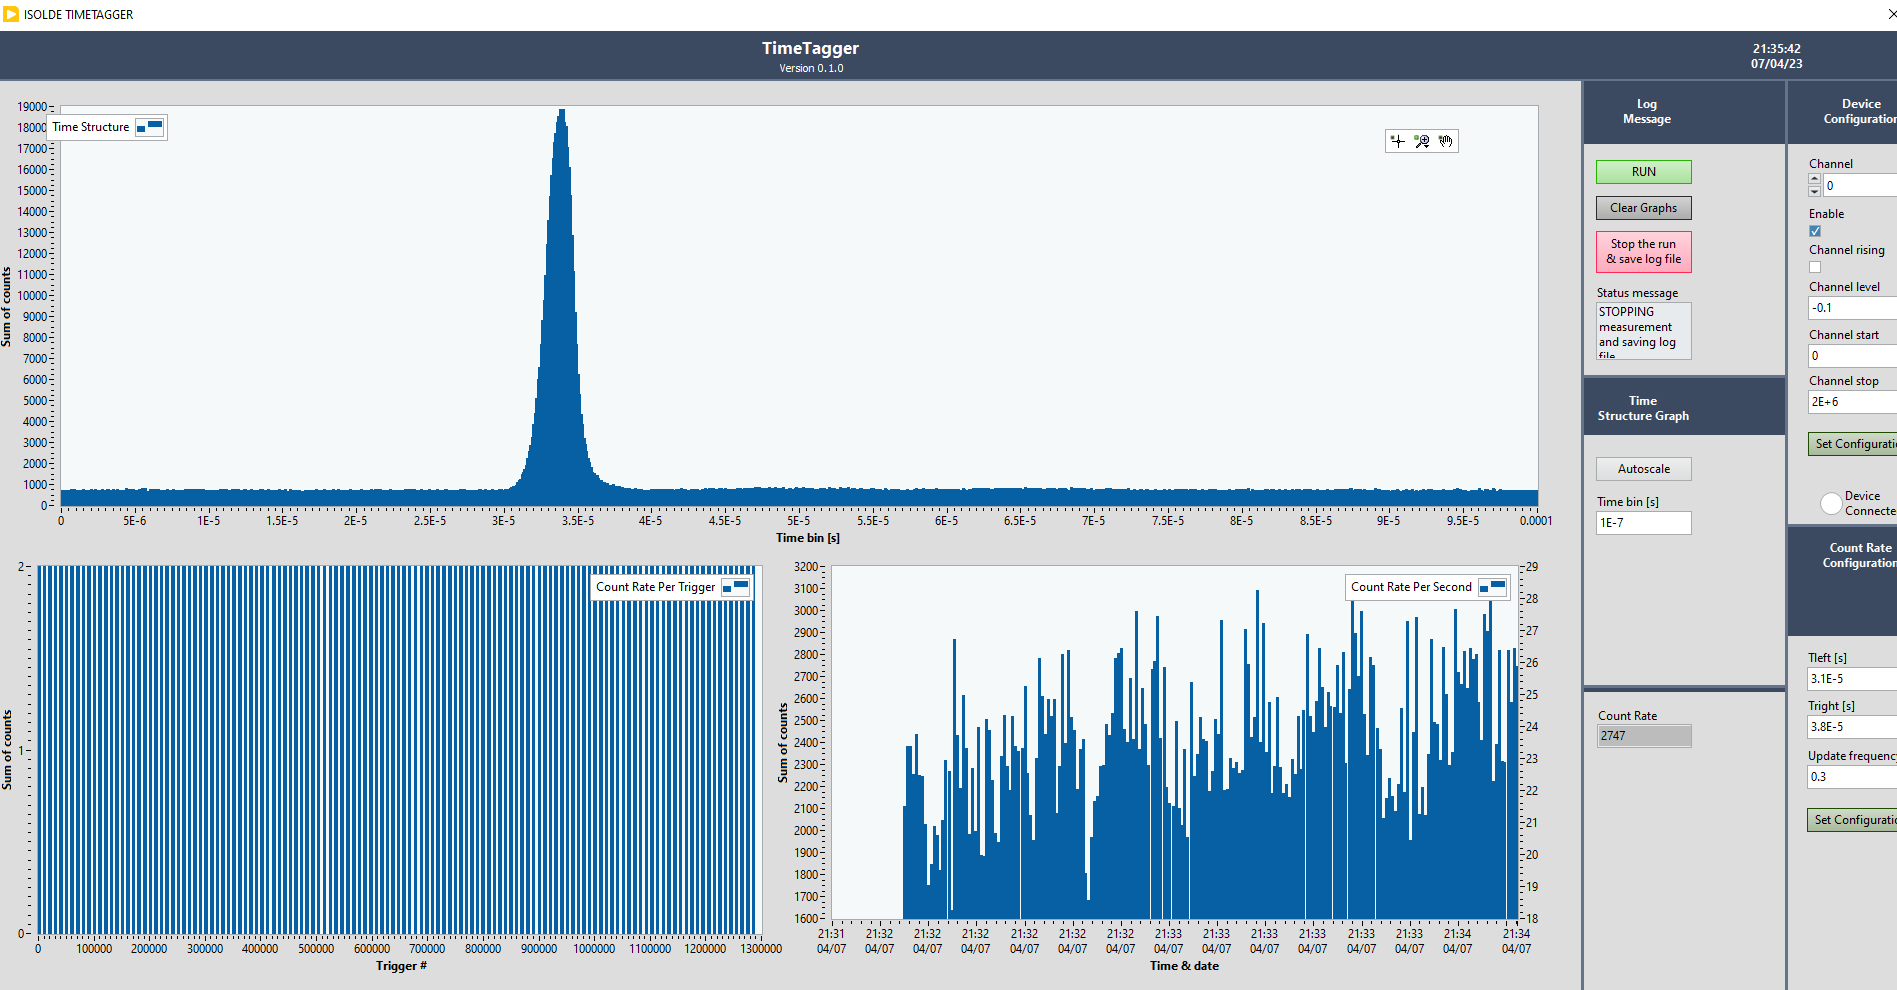 ISOLDE TIMETAGGER
TimeTagger
Version 0.1.0
21:35:42
07/04/23
Time Structure
Sum of counts
19000
18000
17000
16000
15000
14000
13000
12000
11000
10000
9000
8000
7000
6000
5000
4000
3000
2000
1000
0
0 5E-6 1E-5 1.5E-5 2E-5 2.5E-5 3E-5 3.5E-5 4E-5 4.5E-5 5E-5 5.5E-5 6E-5 6.5E-5 7E-5 7.5E-5 8E-5 8.5E-5 9E-5 9.5E-5 0.0001
Time bin [s]
Count Rate Per Trigger
Sum of counts
2
1
0
0 100000 200000 300000 400000 500000 600000 700000 800000 900000 1000000 1100000 1200000 1300000
Trigger #
Count Rate Per Second
Sum of counts
3200
3100
3000
2900
2800
2700
2600
2500
2400
2300
2200
2100
2000
1900
1800
1700
1600
29
28
27
26
25
24
23
22
21
20
19
18
21:31 21:32 21:32 21:32 21:32 21:32 21:32 21:33 21:33 21:33 21:33 21:33 21:33 21:34 21:34
04/07 04/07 04/07 04/07 04/07 04/07 04/07 04/07 04/07 04/07 04/07 04/07 04/07 04/07 04/07
Time & date
Log
Message
RUN
Clear Graphs
Stop the run
& save log file
Status message
STOPPING
measurement
and saving log
file
Time
Structure Graph
Autoscale
Time bin [s]
1E-7
Count Rate
2747
Device
Configuration
Channel
0
Enable
Channel rising
Channel level
-0.1
Channel start
0
Channel stop
2E+6
Set Configuratio
Device
Connecte
Count Rate
Configuration
Tleft [s]
3.1E-5
Tright [s]
3.8E-5
Update frequency
0.3
Set Configuratio